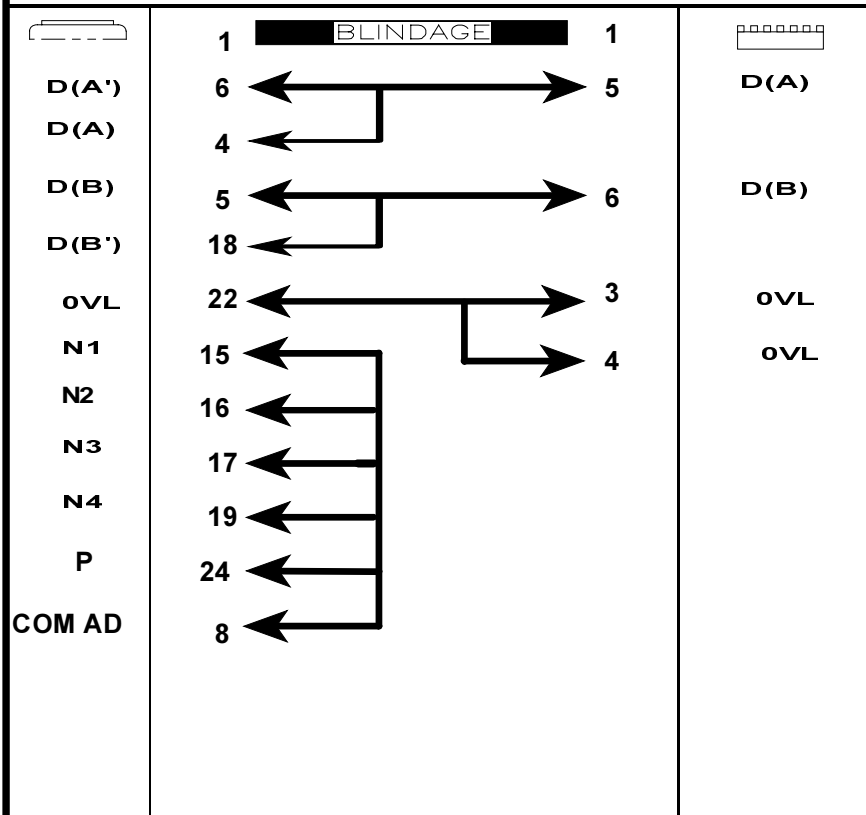 1 BLINDAGE 1
D(A') 6 5 D(A)
D(A) 4
D(B) 5 6 D(B)
D(B') 18
0VL 22 3 0VL
N1 15 4 0VL
N2 16
N3 17
N4 19
P 24
COM AD 8